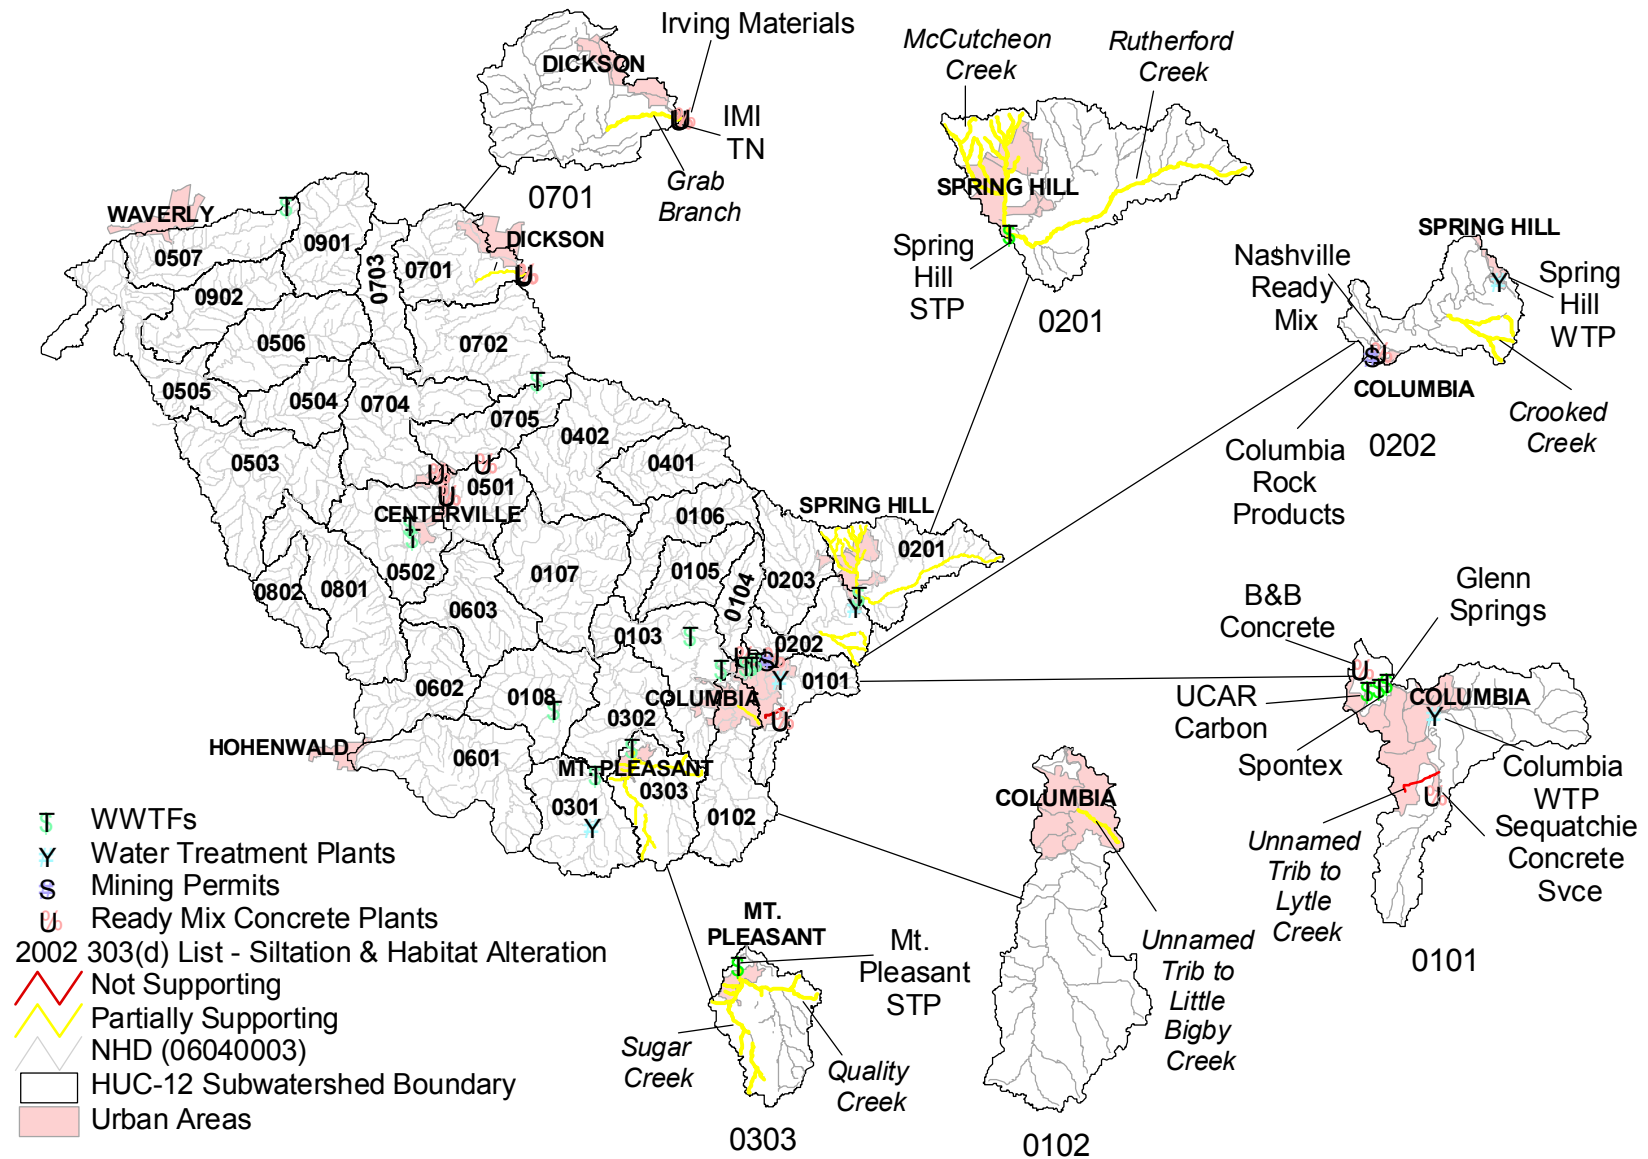 Irving Materials
DICKSON
IMI
TN
Grab
Branch
0701
McCutcheon
Creek
Rutherford
Creek
SPRING HILL
Spring
Hill
STP
0201
SPRING HILL
Nashville
Ready
Mix
Spring
Hill
WTP
COLUMBIA
0202
Crooked
Creek
Columbia
Rock
Products
WAVERLY
0507
0901
0703
0701
DICKSON
0902
0506
0702
0505
0504
0704
0705
0402
0503
0401
0501
CENTERVILLE
SPRING HILL
0106
0201
0802
0801
0502
0107
0105
0104
0203
0603
0103
0202
0101
0602
0108
COLUMBIA
0302
HOHENWALD
0601
MT. PLEASANT
0303
0301
0102
B&B
Concrete
Glenn
Springs
UCAR
Carbon
COLUMBIA
Spontex
Columbia
WTP
Sequatchie
Concrete
Svce
Unnamed
Trib to
Lytle
Creek
0101
COLUMBIA
Unnamed
Trib to
Little
Bigby
Creek
0102
MT.
PLEASANT
Mt.
Pleasant
STP
Sugar
Creek
Quality
Creek
0303
T WWTFs
Y Water Treatment Plants
S Mining Permits
U Ready Mix Concrete Plants
2002 303(d) List - Siltation & Habitat Alteration
Not Supporting
Partially Supporting
NHD (06040003)
HUC-12 Subwatershed Boundary
Urban Areas